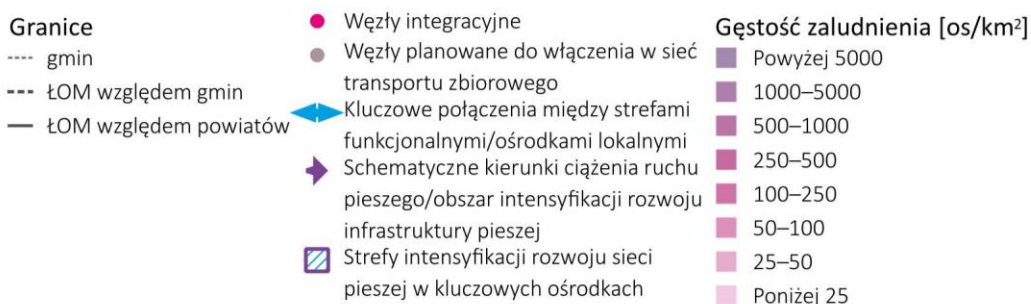 Granice
gmin
ŁOM względem gmin
ŁOM względem powiatów
Węzły integracyjne
Węzły planowane do włączenia w sieć
transportu zbiorowego
Kluczowe połączenia między strefami
funkcjonalnymi/ośrodkami lokalnymi
Schematyczne kierunki ciążenia ruchu
pieszego/obszar intensyfikacji rozwoju
infrastruktury pieszej
Strefy intensyfikacji rozwoju sieci
pieszej w kluczowych ośrodkach
Gęstość zaludnienia [os/km²]
Powyżej 5000
1000–5000
500–1000
250–500
100–250
50–100
25–50
Poniżej 25